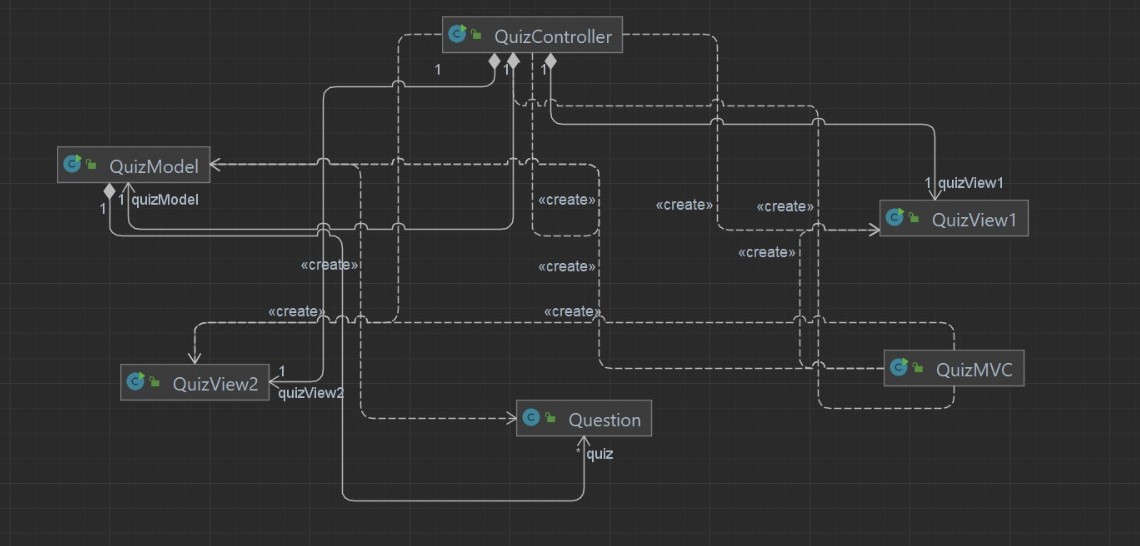 QuizController
1
1
1
QuizModel
1
1 quizModel
«create»
«create»
«create»
1 quizView1
QuizView1
«create»
«create»
«create»
«create»
«create»
QuizView2
1
quizView2
QuizMVC
Question
* quiz